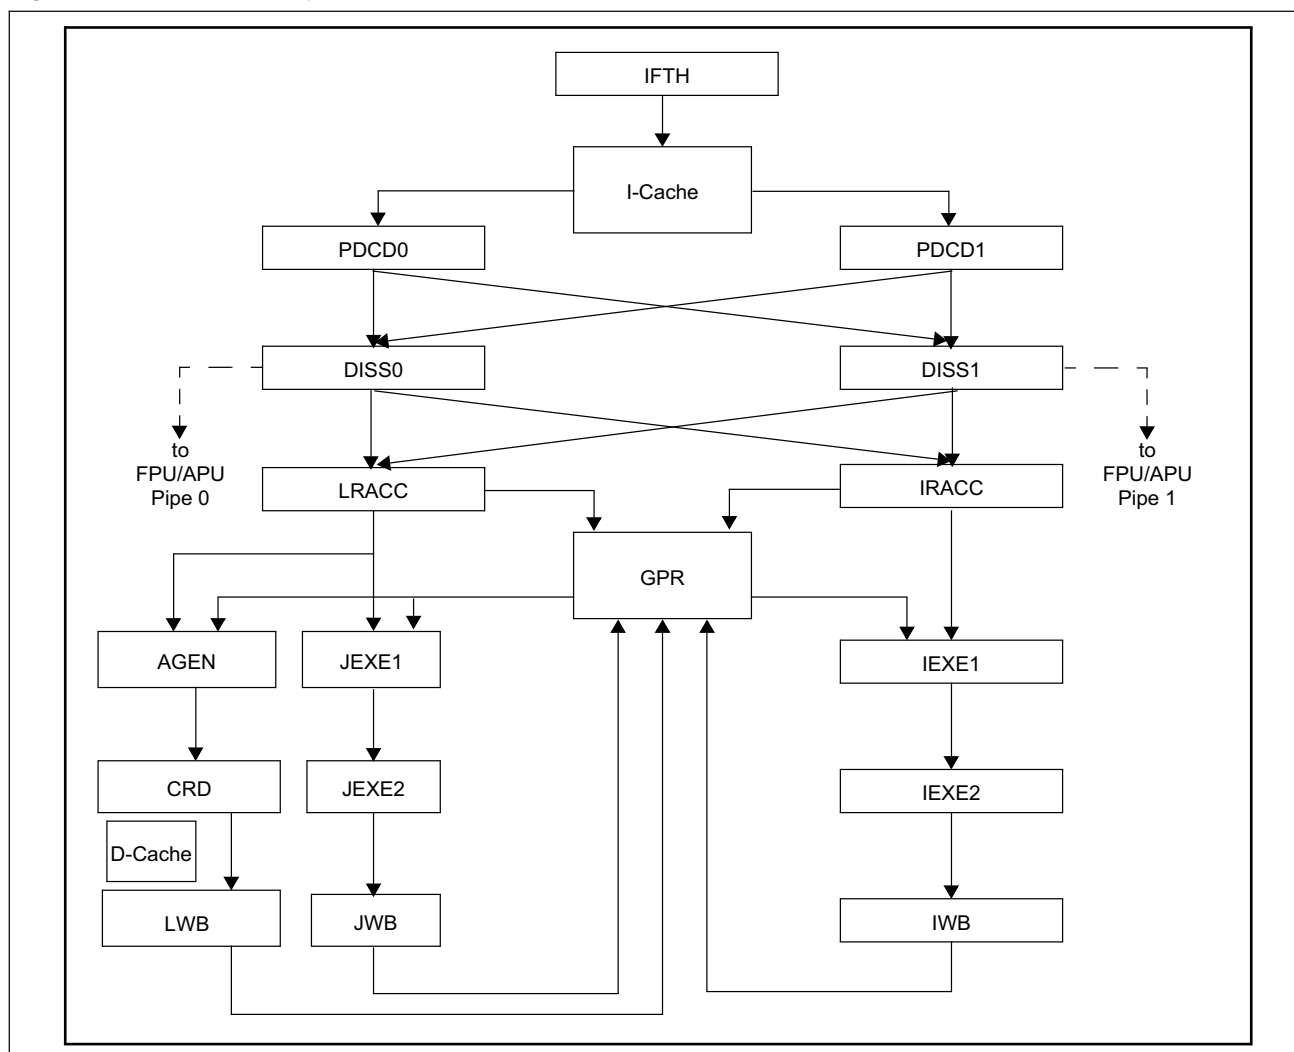 IFTH
I-Cache
PDCD0
PDCD1
DISS0
DISS1
to
FPU/APU
Pipe 0
to
FPU/APU
Pipe 1
LRACC
IRACC
GPR
AGEN
JEXE1
IEXE1
CRD
JEXE2
IEXE2
D-Cache
LWB
JWB
IWB